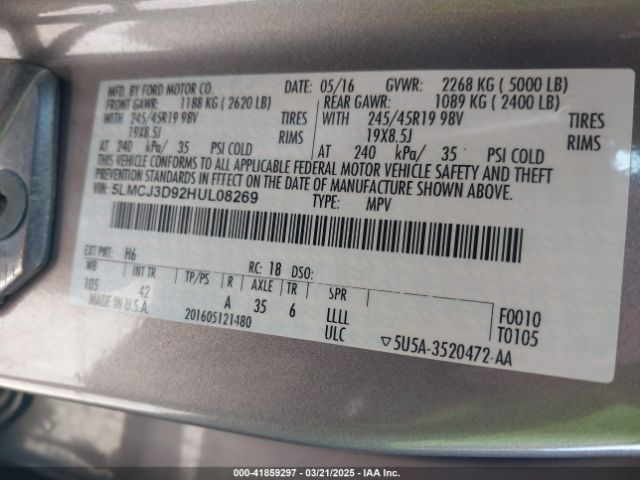 MFD. BY FORD MOTOR CO. DATE: 05/16 GVWR: 2268 KG ( 5000 LB)
FRONT GAWR: 1188 KG ( 2620 LB) REAR GAWR: 1089 KG ( 2400 LB)
WITH 245/45R19 98V TIRES WITH 245/45R19 98V TIRES
19X8.5J RIMS 19X8.5J RIMS
AT 240 kPa/ 35 PSI COLD AT 240 kPa/ 35 PSI COLD
THIS VEHICLE CONFORMS TO ALL APPLICABLE FEDERAL MOTOR VEHICLE SAFETY AND THEFT
PREVENTION STANDARDS IN EFFECT ON THE DATE OF MANUFACTURE SHOWN ABOVE.
VIN: 5LMCJ3D92HUL08269 TYPE: MPV
EXT PNT: H6 RC: 18 DSO:
WB INT TR TP/PS R AXLE TR SPR
105 42 A 35 6 LLLL F0010
MADE IN U.S.A. 201605121480 ULC T0105
▽5U5A-3520472-AA
000-41859297 - 03/21/2025 - IAA Inc.